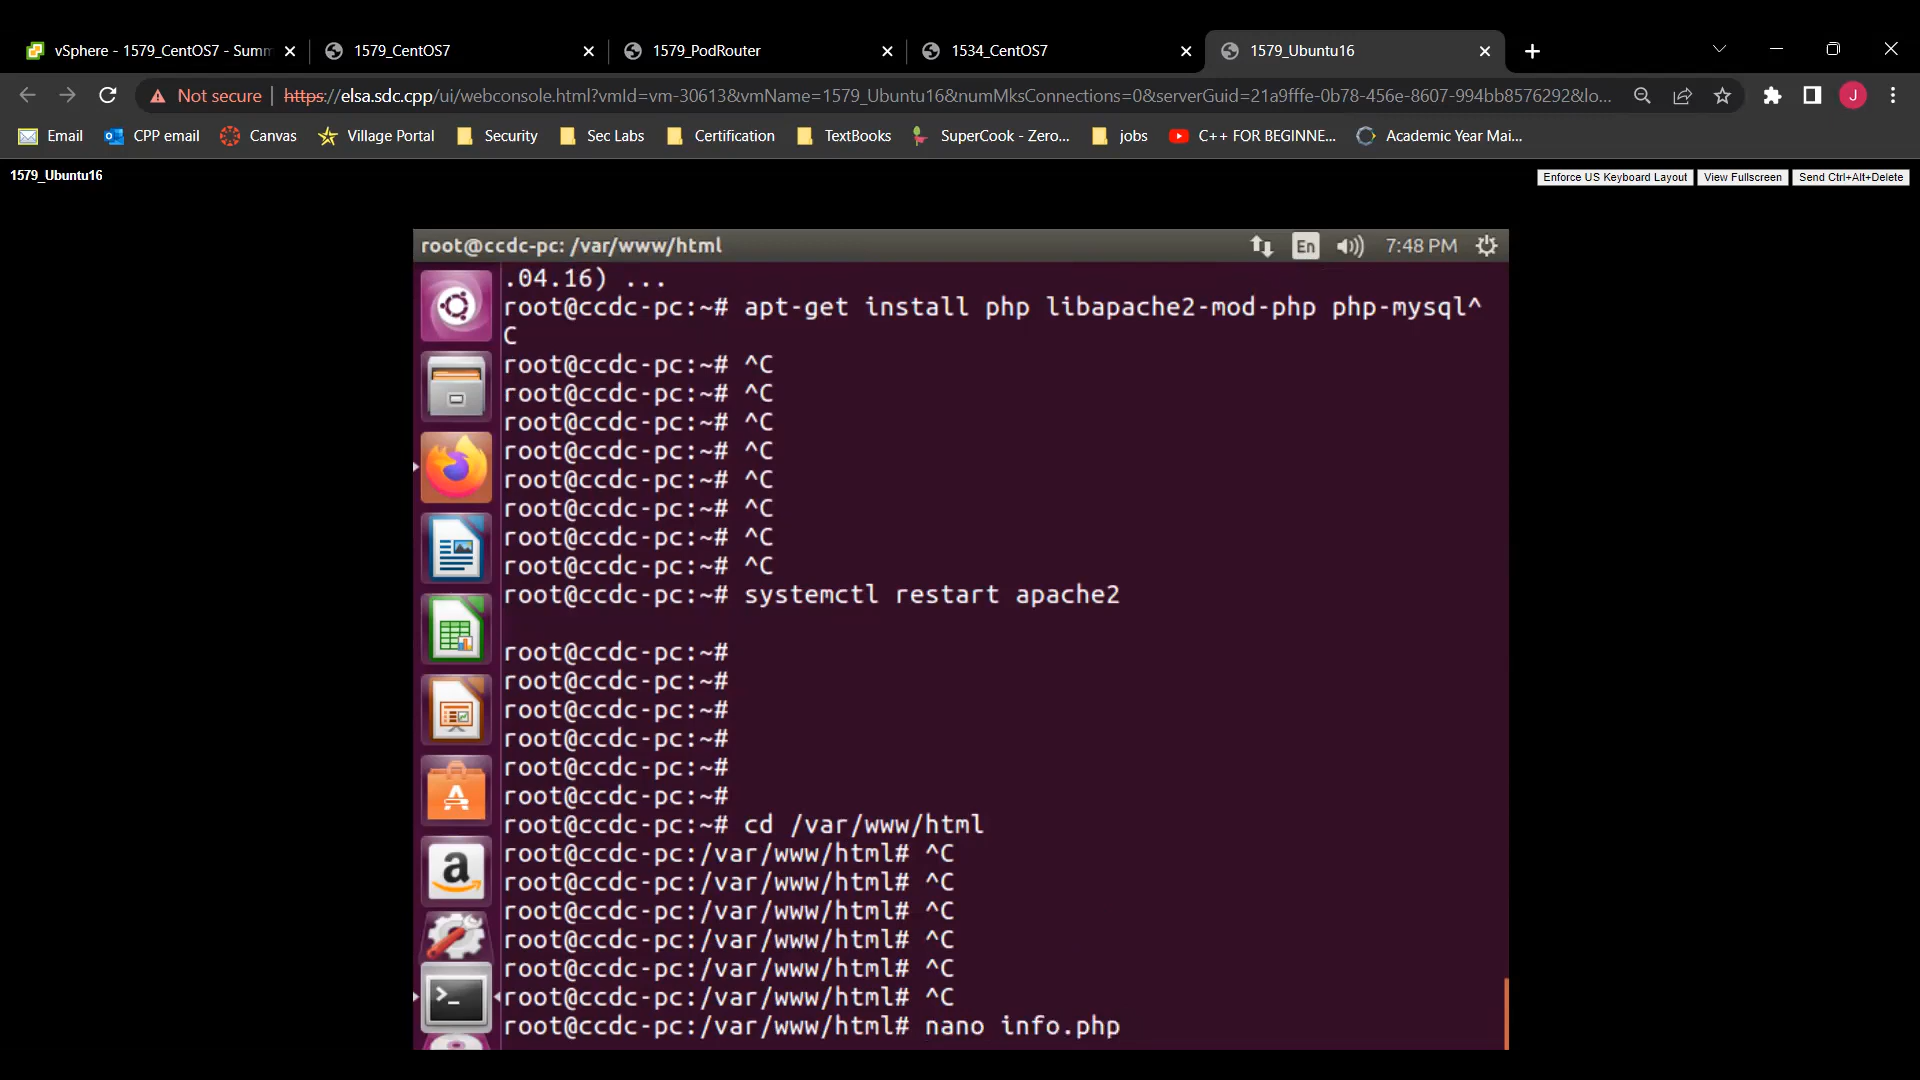 vSphere - 1579_CentOS7 - Summ
1579_CentOS7
1579_PodRouter
1534_CentOS7
1579_Ubuntu16
Not secure
https://elsa.sdc.cpp/ui/webconsole.html?vmId=vm-30613&vmName=1579_Ubuntu16&numMksConnections=0&serverGuid=21a9fffe-0b78-456e-8607-994bb8576292&lo...
J
Email
CPP email
Canvas
Village Portal
Security
Sec Labs
Certification
TextBooks
SuperCook - Zero...
jobs
C++ FOR BEGINNE...
Academic Year Mai...
1579_Ubuntu16
Enforce US Keyboard Layout
View Fullscreen
Send Ctrl+Alt+Delete
root@ccdc-pc: /var/www/html
En
7:48 PM
.04.16) ...
root@ccdc-pc:~# apt-get install php libapache2-mod-php php-mysql^
C
root@ccdc-pc:~# ^C
root@ccdc-pc:~# ^C
root@ccdc-pc:~# ^C
root@ccdc-pc:~# ^C
root@ccdc-pc:~# ^C
root@ccdc-pc:~# ^C
root@ccdc-pc:~# ^C
root@ccdc-pc:~# ^C
root@ccdc-pc:~# systemctl restart apache2
root@ccdc-pc:~#
root@ccdc-pc:~#
root@ccdc-pc:~#
root@ccdc-pc:~#
root@ccdc-pc:~#
root@ccdc-pc:~#
root@ccdc-pc:~# cd /var/www/html
root@ccdc-pc:/var/www/html# ^C
root@ccdc-pc:/var/www/html# ^C
root@ccdc-pc:/var/www/html# ^C
root@ccdc-pc:/var/www/html# ^C
root@ccdc-pc:/var/www/html# ^C
root@ccdc-pc:/var/www/html# ^C
root@ccdc-pc:/var/www/html# nano info.php